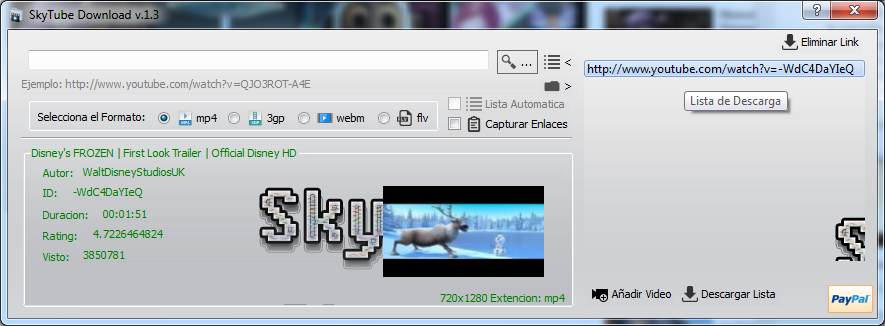 SkyTube Download v.1.3
Eliminar Link
... <
Ejemplo: http://www.youtube.com/watch?v=QJO3ROT-A4E
>
http://www.youtube.com/watch?v=-WdC4DaYIeQ
Lista de Descarga
Selecciona el Formato: mp4 3gp webm flv
Lista Automatica
Capturar Enlaces
Disney's FROZEN | First Look Trailer | Official Disney HD
Autor: WaltDisneyStudiosUK
ID: -WdC4DaYIeQ
Duracion: 00:01:51
Rating: 4.7226464824
Visto: 3850781
Sky
720x1280 Extencion: mp4
Añadir Video
Descargar Lista
PayPal